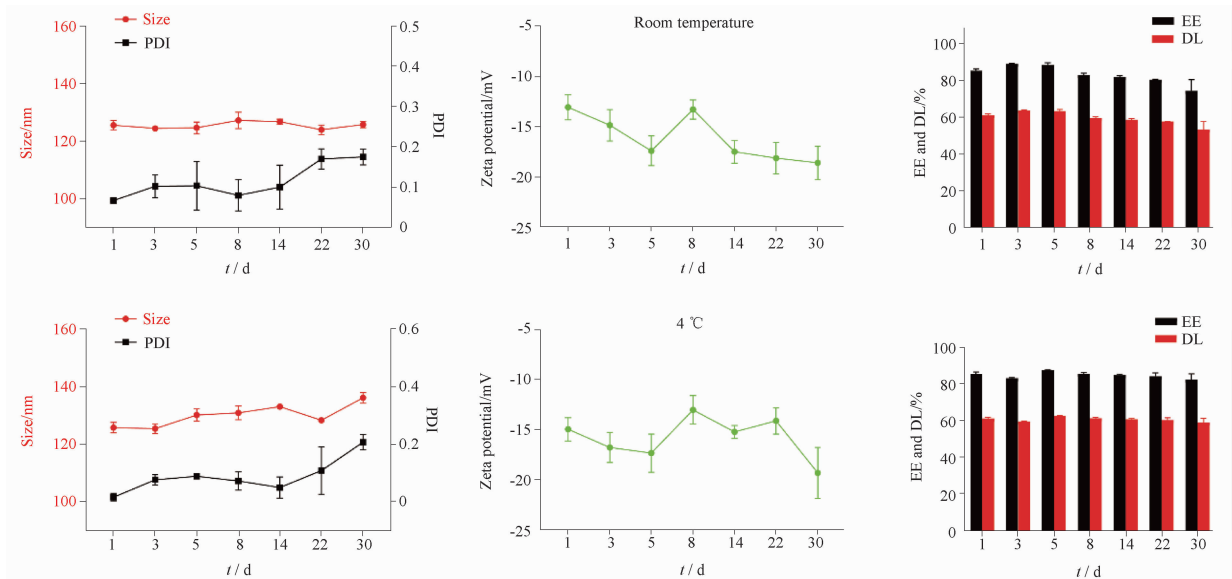 Size
PDI
160
140
120
100
Size/nm
0.5
0.4
0.3
0.2
0.1
0
PDI
1 3 5 8 14 22 30
t / d
Room temperature
-5
-10
-15
-20
-25
Zeta potential/mV
1 3 5 8 14 22 30
t / d
EE
DL
100
80
60
40
20
0
EE and DL/%
1 3 5 8 14 22 30
t / d
Size
PDI
160
140
120
100
Size/nm
0.6
0.4
0.2
0
PDI
1 3 5 8 14 22 30
t / d
4 ℃
-5
-10
-15
-20
-25
Zeta potential/mV
1 3 5 8 14 22 30
t / d
EE
DL
100
80
60
40
20
0
EE and DL/%
1 3 5 8 14 22 30
t / d